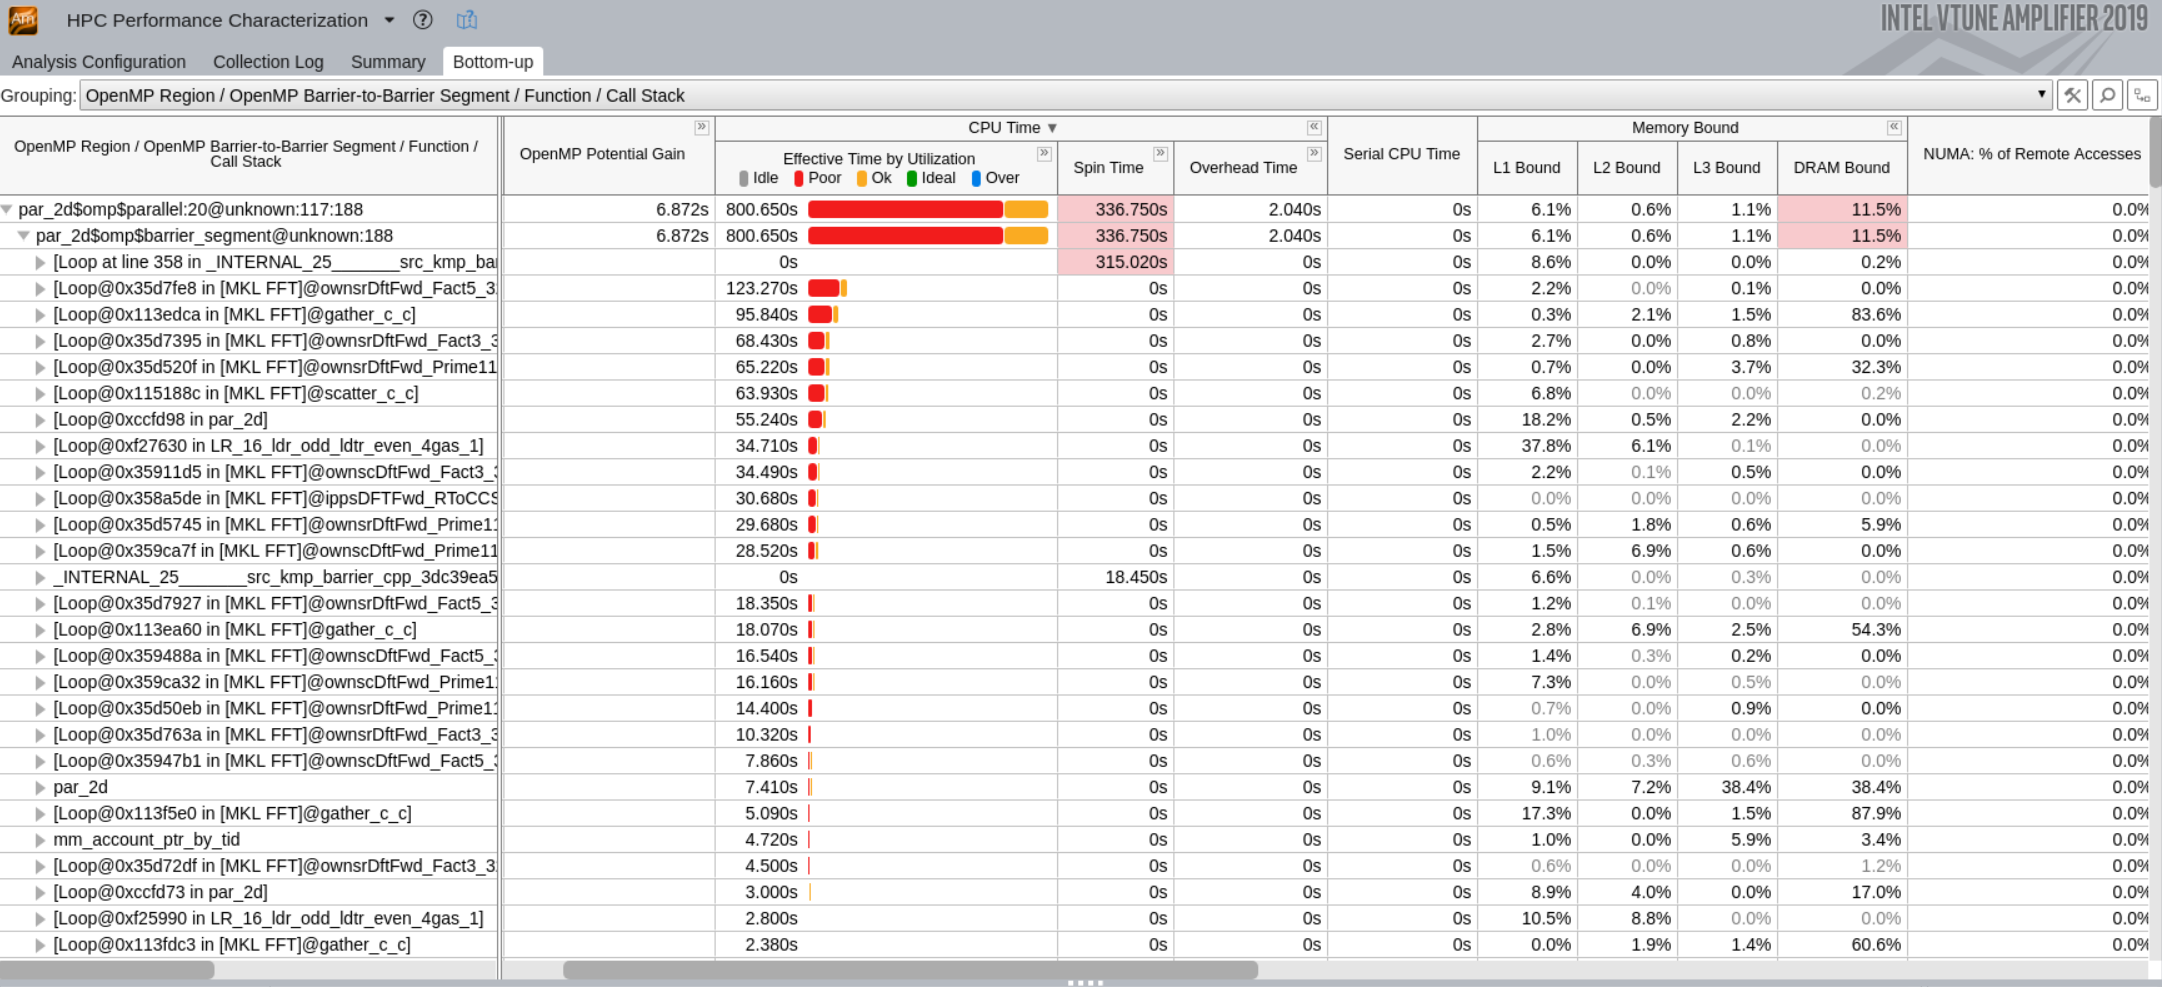 HPC Performance Characterization
INTEL VTUNE AMPLIFIER 2019
Analysis Configuration Collection Log Summary Bottom-up
Grouping: OpenMP Region / OpenMP Barrier-to-Barrier Segment / Function / Call Stack
OpenMP Region / OpenMP Barrier-to-Barrier Segment / Function /
Call Stack
OpenMP Potential Gain
CPU Time ▼
Effective Time by Utilization
Idle Poor Ok Ideal Over
Spin Time
Overhead Time
Serial CPU Time
Memory Bound
L1 Bound L2 Bound L3 Bound DRAM Bound
NUMA: % of Remote Accesses
par_2d$omp$parallel:20@unknown:117:188 6.872s 800.650s 336.750s 2.040s 0s 6.1% 0.6% 1.1% 11.5% 0.0%
par_2d$omp$barrier_segment@unknown:188 6.872s 800.650s 336.750s 2.040s 0s 6.1% 0.6% 1.1% 11.5% 0.0%
[Loop at line 358 in _INTERNAL_25_______src_kmp_bar 0s 315.020s 0s 0s 8.6% 0.0% 0.0% 0.2% 0.0%
[Loop@0x35d7fe8 in [MKL FFT]@ownsrDftFwd_Fact5_3 123.270s 0s 0s 0s 2.2% 0.0% 0.1% 0.0% 0.0%
[Loop@0x113edca in [MKL FFT]@gather_c_c] 95.840s 0s 0s 0s 0.3% 2.1% 1.5% 83.6% 0.0%
[Loop@0x35d7395 in [MKL FFT]@ownsrDftFwd_Fact3_3 68.430s 0s 0s 0s 2.7% 0.0% 0.8% 0.0% 0.0%
[Loop@0x35d520f in [MKL FFT]@ownsrDftFwd_Prime11 65.220s 0s 0s 0s 0.7% 0.0% 3.7% 32.3% 0.0%
[Loop@0x115188c in [MKL FFT]@scatter_c_c] 63.930s 0s 0s 0s 6.8% 0.0% 0.0% 0.2% 0.0%
[Loop@0xccfd98 in par_2d] 55.240s 0s 0s 0s 18.2% 0.5% 2.2% 0.0% 0.0%
[Loop@0xf27630 in LR_16_ldr_odd_ldtr_even_4gas_1] 34.710s 0s 0s 0s 37.8% 6.1% 0.1% 0.0% 0.0%
[Loop@0x35911d5 in [MKL FFT]@ownscDftFwd_Fact3_3 34.490s 0s 0s 0s 2.2% 0.1% 0.5% 0.0% 0.0%
[Loop@0x358a5de in [MKL FFT]@ippsDFTFwd_RToCCS 30.680s 0s 0s 0s 0.0% 0.0% 0.0% 0.0% 0.0%
[Loop@0x35d5745 in [MKL FFT]@ownsrDftFwd_Prime11 29.680s 0s 0s 0s 0.5% 1.8% 0.6% 5.9% 0.0%
[Loop@0x359ca7f in [MKL FFT]@ownscDftFwd_Prime11 28.520s 0s 0s 0s 1.5% 6.9% 0.6% 0.0% 0.0%
_INTERNAL_25_______src_kmp_barrier_cpp_3dc39ea5 0s 18.450s 0s 0s 6.6% 0.0% 0.3% 0.0% 0.0%
[Loop@0x35d7927 in [MKL FFT]@ownsrDftFwd_Fact5_3 18.350s 0s 0s 0s 1.2% 0.1% 0.0% 0.0% 0.0%
[Loop@0x113ea60 in [MKL FFT]@gather_c_c] 18.070s 0s 0s 0s 2.8% 6.9% 2.5% 54.3% 0.0%
[Loop@0x359488a in [MKL FFT]@ownscDftFwd_Fact5_3 16.540s 0s 0s 0s 1.4% 0.3% 0.2% 0.0% 0.0%
[Loop@0x359ca32 in [MKL FFT]@ownscDftFwd_Prime11 16.160s 0s 0s 0s 7.3% 0.0% 0.5% 0.0% 0.0%
[Loop@0x35d50eb in [MKL FFT]@ownsrDftFwd_Prime11 14.400s 0s 0s 0s 0.7% 0.0% 0.9% 0.0% 0.0%
[Loop@0x35d763a in [MKL FFT]@ownsrDftFwd_Fact3_3 10.320s 0s 0s 0s 1.0% 0.0% 0.0% 0.0% 0.0%
[Loop@0x35947b1 in [MKL FFT]@ownscDftFwd_Fact5_3 7.860s 0s 0s 0s 0.6% 0.3% 0.6% 0.0% 0.0%
par_2d 7.410s 0s 0s 0s 9.1% 7.2% 38.4% 38.4% 0.0%
[Loop@0x113f5e0 in [MKL FFT]@gather_c_c] 5.090s 0s 0s 0s 17.3% 0.0% 1.5% 87.9% 0.0%
mm_account_ptr_by_tid 4.720s 0s 0s 0s 1.0% 0.0% 5.9% 3.4% 0.0%
[Loop@0x35d72df in [MKL FFT]@ownsrDftFwd_Fact3_3 4.500s 0s 0s 0s 0.6% 0.0% 0.0% 1.2% 0.0%
[Loop@0xccfd73 in par_2d] 3.000s 0s 0s 0s 8.9% 4.0% 0.0% 17.0% 0.0%
[Loop@0xf25990 in LR_16_ldr_odd_ldtr_even_4gas_1] 2.800s 0s 0s 0s 10.5% 8.8% 0.0% 0.0% 0.0%
[Loop@0x113fdc3 in [MKL FFT]@gather_c_c] 2.380s 0s 0s 0s 0.0% 1.9% 1.4% 60.6% 0.0%